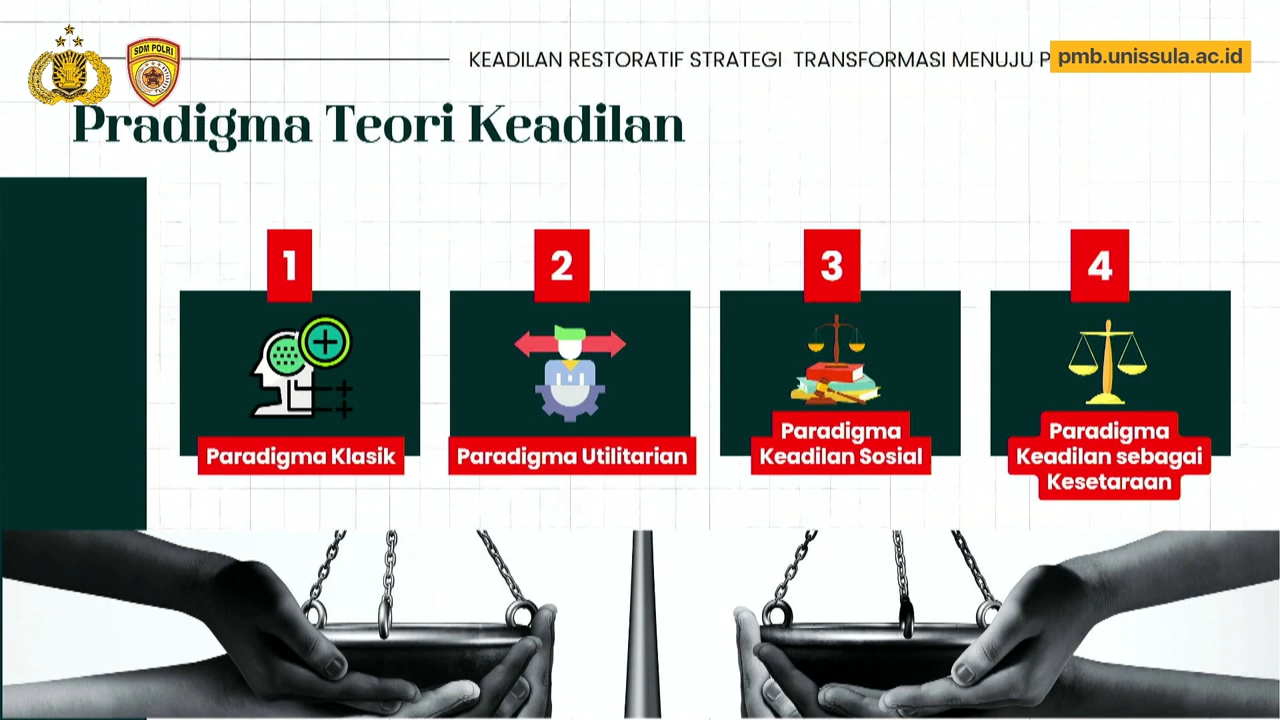 SDM POLRI
KEADILAN RESTORATIF STRATEGI TRANSFORMASI MENUJU P
pmb.unissula.ac.id
Pradigma Teori Keadilan
1
2
3
4
Paradigma Klasik
Paradigma Utilitarian
Paradigma
Keadilan Sosial
Paradigma
Keadilan sebagai
Kesetaraan